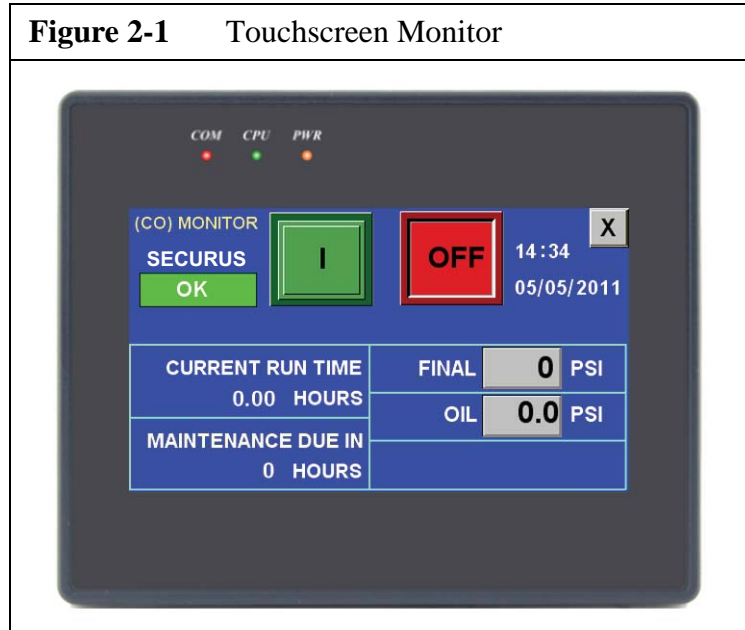 Figure 2-1 Touchscreen Monitor
COM CPU PWR
(CO) MONITOR
SECURUS
OK
I
OFF
X
14:34
05/05/2011
CURRENT RUN TIME
0.00 HOURS
MAINTENANCE DUE IN
0 HOURS
FINAL 0 PSI
OIL 0.0 PSI